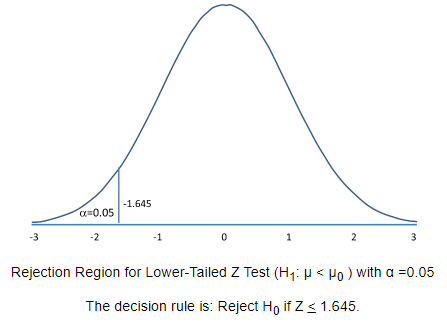 -1.645
α=0.05
-3 -2 -1 0 1 2 3
Rejection Region for Lower-Tailed Z Test (H1: μ < μ0 ) with α =0.05
The decision rule is: Reject H0 if Z ≤ 1.645.